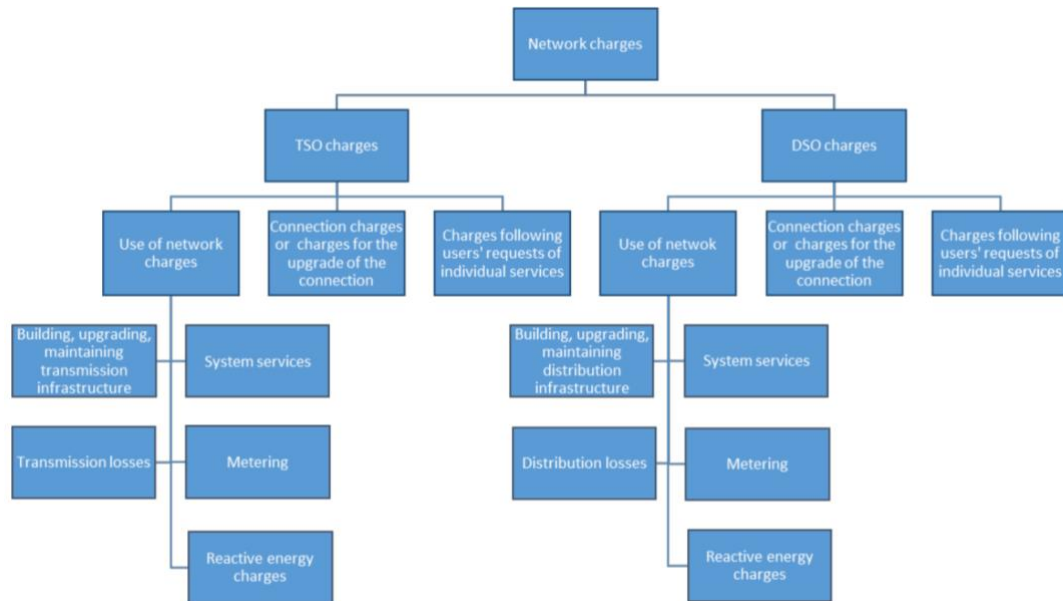 Network charges
TSO charges
DSO charges
Use of network
charges
Connection charges
or charges for the
upgrade of the
connection
Charges following
users' requests of
individual services
Use of netwok
charges
Connection charges
or charges for the
upgrade of the
connection
Charges following
users' requests of
individual services
Building, upgrading,
maintaining
transmission
infrastructure
System services
Building, upgrading,
maintaining
distribution
infrastructure
System services
Transmission losses
Metering
Distribution losses
Metering
Reactive energy
charges
Reactive energy
charges